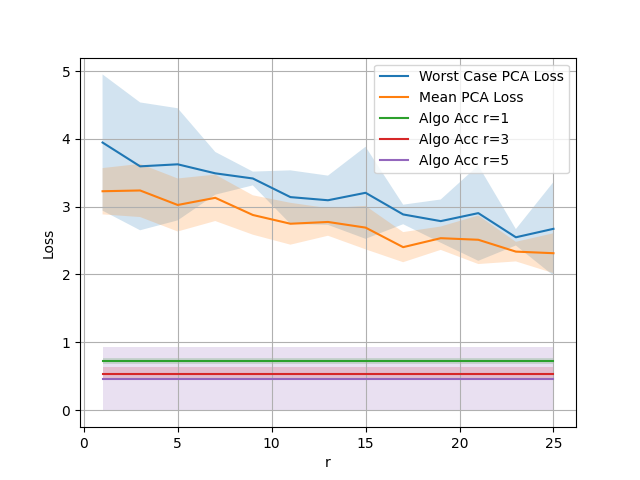 5
4
3
2
1
0
Loss
Worst Case PCA Loss
Mean PCA Loss
Algo Acc r=1
Algo Acc r=3
Algo Acc r=5
0 5 10 15 20 25
r